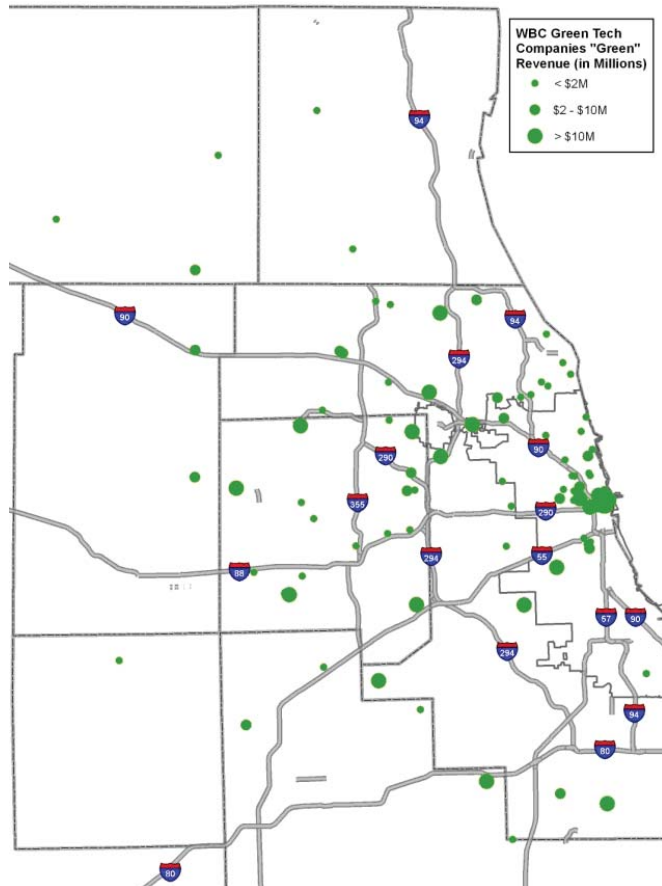 WBC Green Tech
Companies "Green"
Revenue (in Millions)
< $2M
$2 - $10M
> $10M
94
90
94
294
90
290
355
290
88
294
55
57
90
294
94
80
80